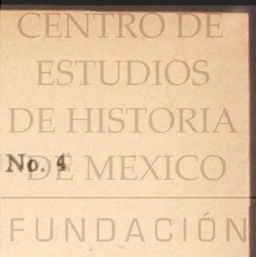 CENTRO DE
ESTUDIOS
DE HISTORIA
DE MEXICO
No. 4
FUNDACIÓN